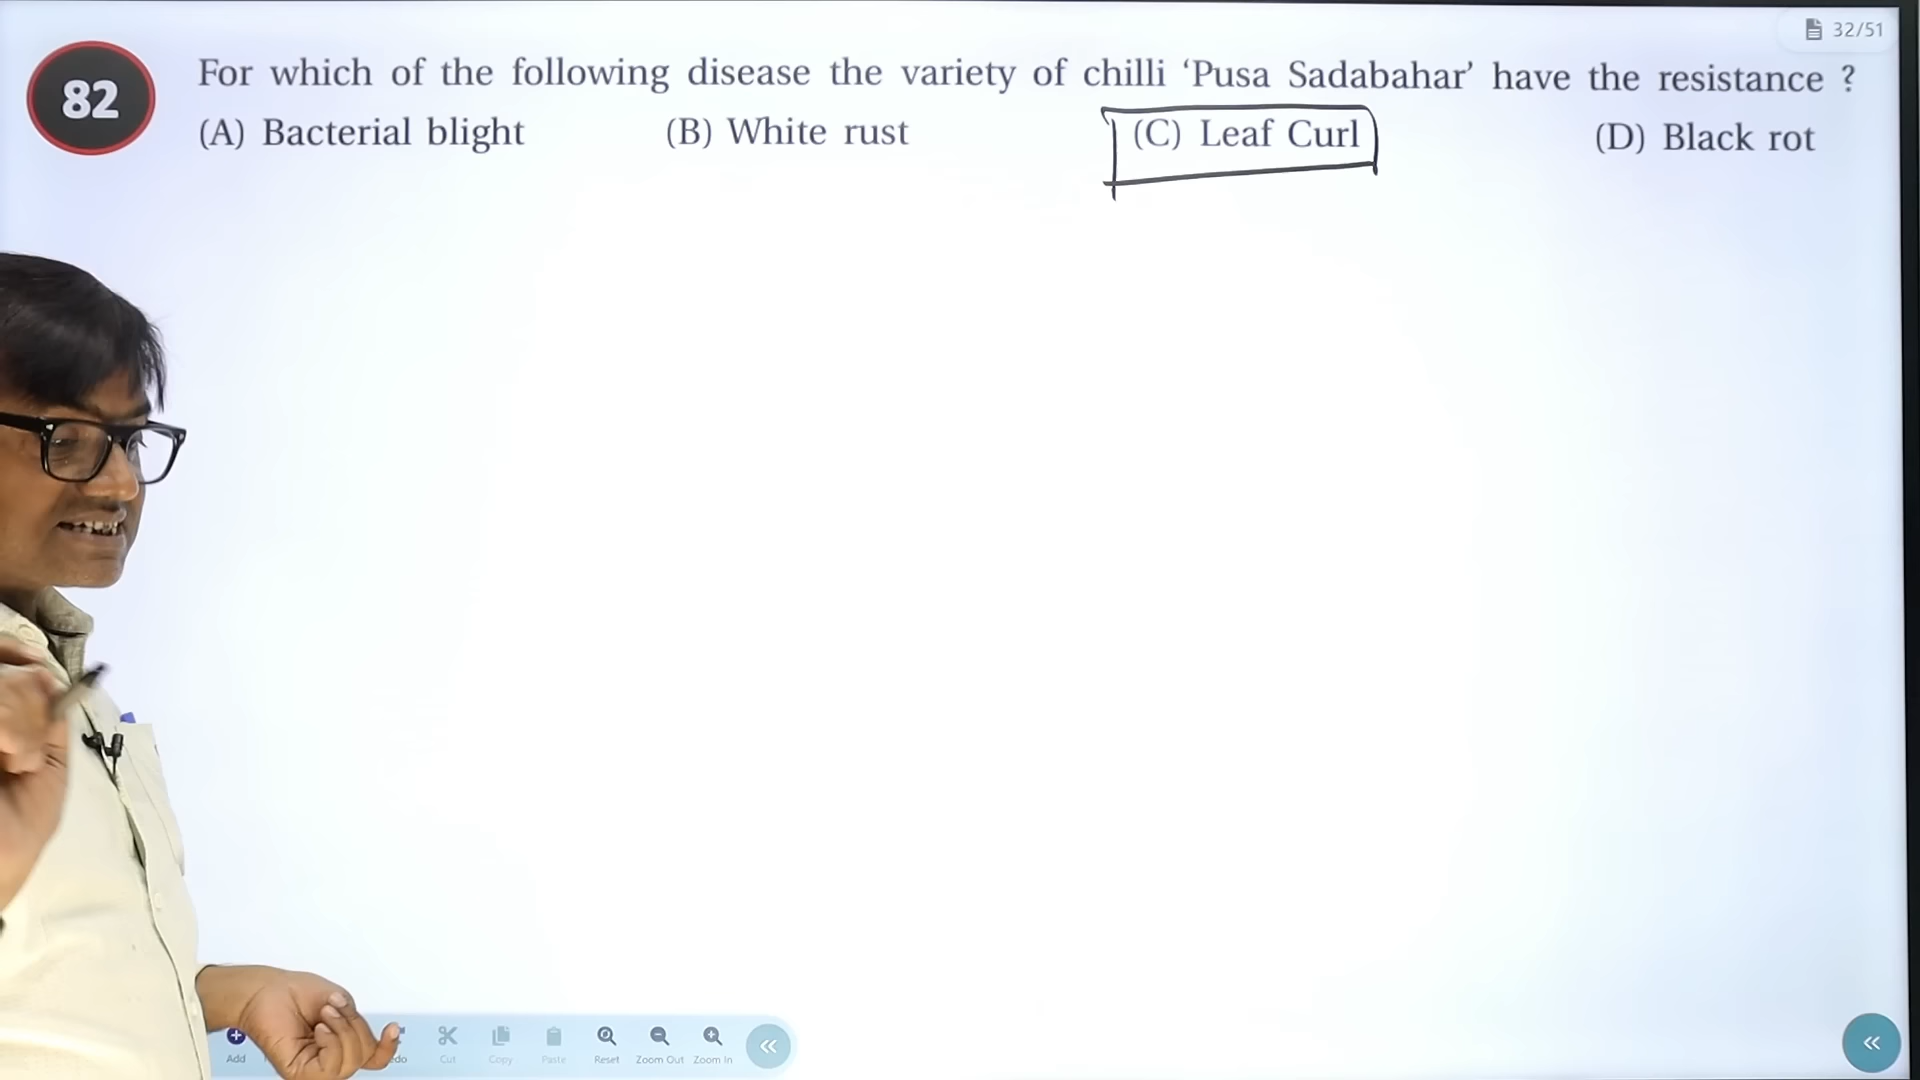 32/51
82 For which of the following disease the variety of chilli ‘Pusa Sadabahar’ have the resistance ?
(A) Bacterial blight (B) White rust (C) Leaf Curl (D) Black rot
Add Cut Copy Paste Reset Zoom Out Zoom In